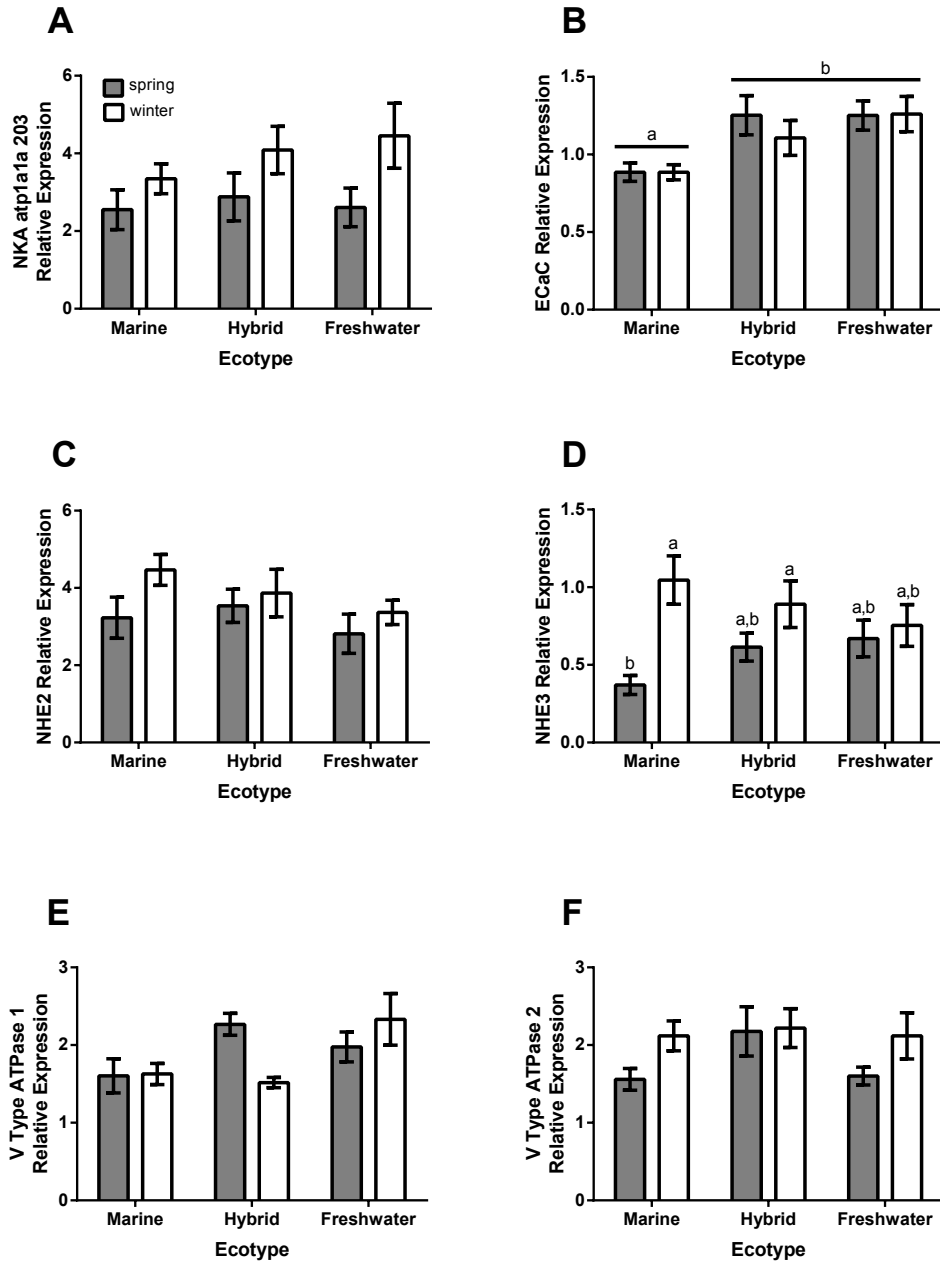 A
NKA atp1a1a 203
Relative Expression
6
4
2
0
spring
winter
Marine Hybrid Freshwater
Ecotype
B
ECaC Relative Expression
1.5
1.0
0.5
0.0
a
b
Marine Hybrid Freshwater
Ecotype
C
NHE2 Relative Expression
6
4
2
0
Marine Hybrid Freshwater
Ecotype
D
NHE3 Relative Expression
1.5
1.0
0.5
0.0
b
a
a,b
a
a,b
a,b
Marine Hybrid Freshwater
Ecotype
E
V Type ATPase 1
Relative Expression
3
2
1
0
Marine Hybrid Freshwater
Ecotype
F
V Type ATPase 2
Relative Expression
3
2
1
0
Marine Hybrid Freshwater
Ecotype